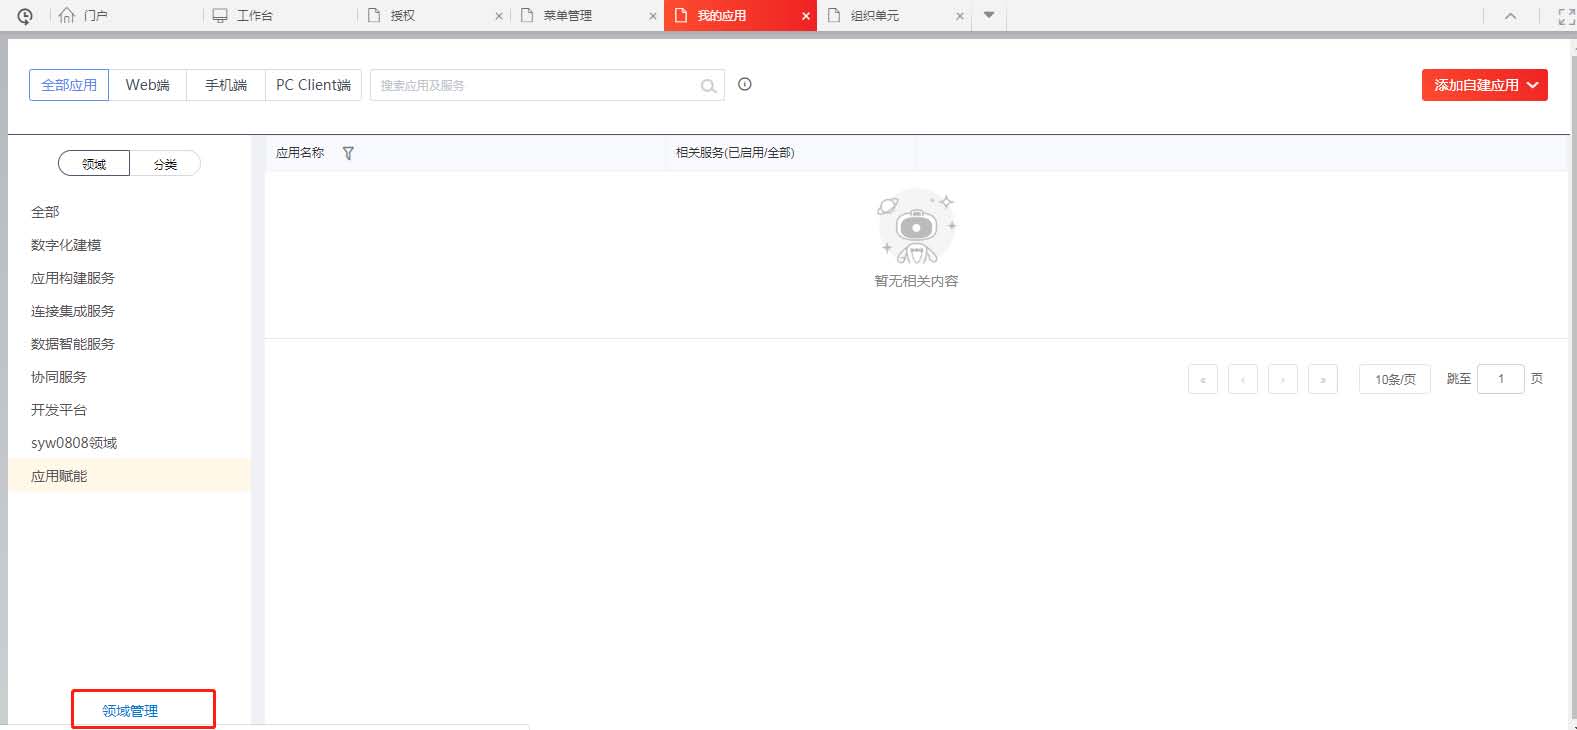 门户 工作台 授权 菜单管理 我的应用 组织单元
全部应用 Web端 手机端 PC Client端 搜索应用及服务 添加自建应用
领域 分类
应用名称 相关服务(已启用/全部)
全部
数字化建模
应用构建服务
连接集成服务
数据智能服务
协同服务
开发平台
syw0808领域
应用赋能
暂无相关内容
« ‹ › » 10条/页 跳至 1 页
领域管理